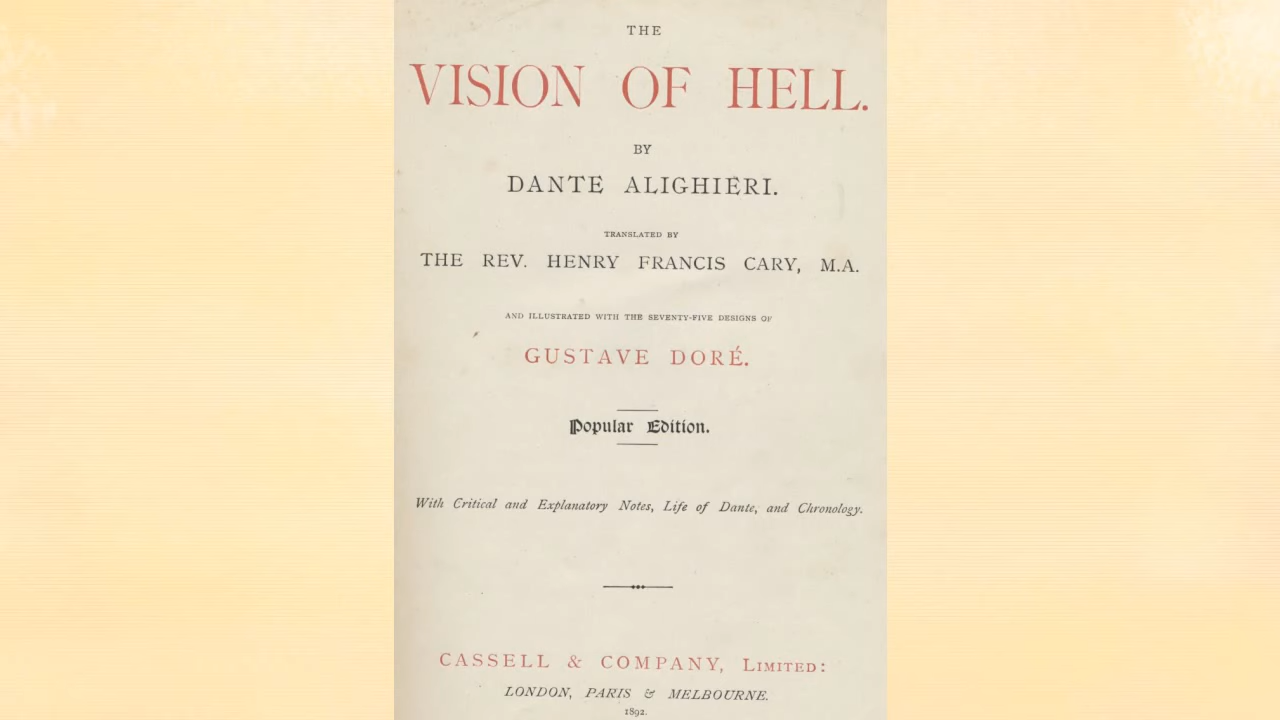 THE
VISION OF HELL.
BY
DANTE ALIGHIERI.
TRANSLATED BY
THE REV. HENRY FRANCIS CARY, M.A.
AND ILLUSTRATED WITH THE SEVENTY-FIVE DESIGNS OF
GUSTAVE DORÉ.
Popular Edition.
With Critical and Explanatory Notes, Life of Dante, and Chronology.
CASSELL & COMPANY, LIMITED:
LONDON, PARIS & MELBOURNE.
1892.